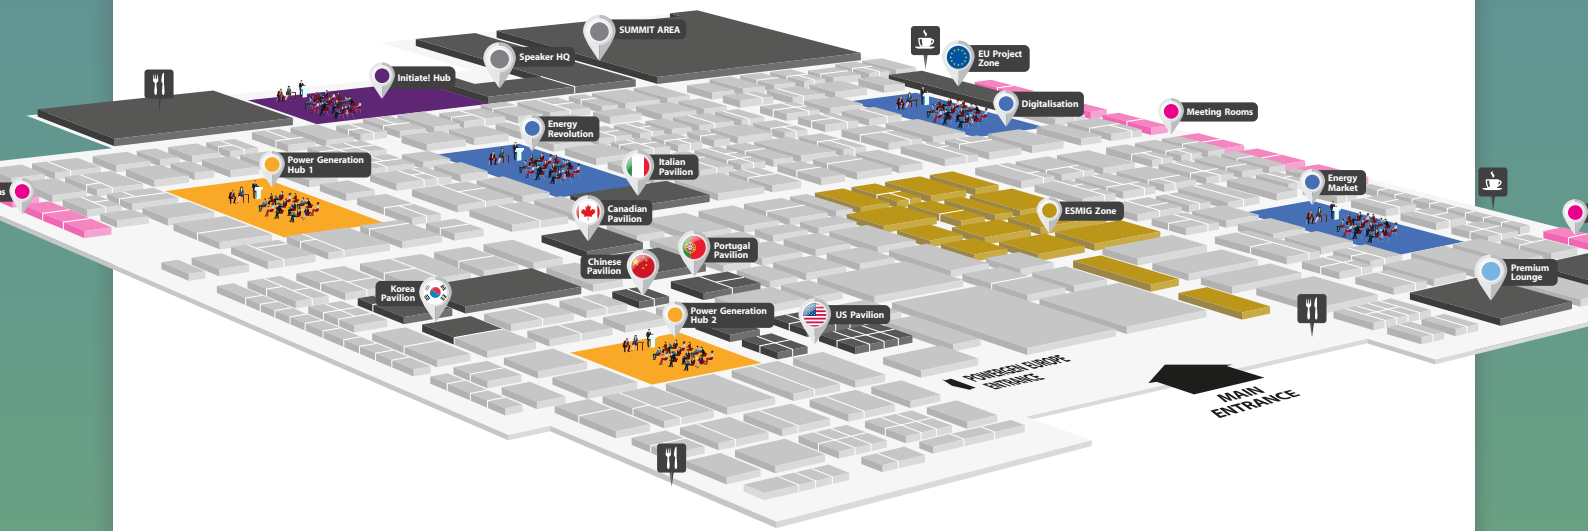 SUMMIT AREA
Speaker HQ
EU Project
Zone
Initiate! Hub
Digitalisation
Meeting Rooms
Energy
Revolution
Power Generation
Hub 1
Italian
Pavilion
Energy
Market
Canadian
Pavilion
ESMIG Zone
Portugal
Pavilion
Chinese
Pavilion
Premium
Lounge
Korea
Pavilion
Power Generation
Hub 2
US Pavilion
POWERGEN EUROPE
ENTRANCE
MAIN
ENTRANCE